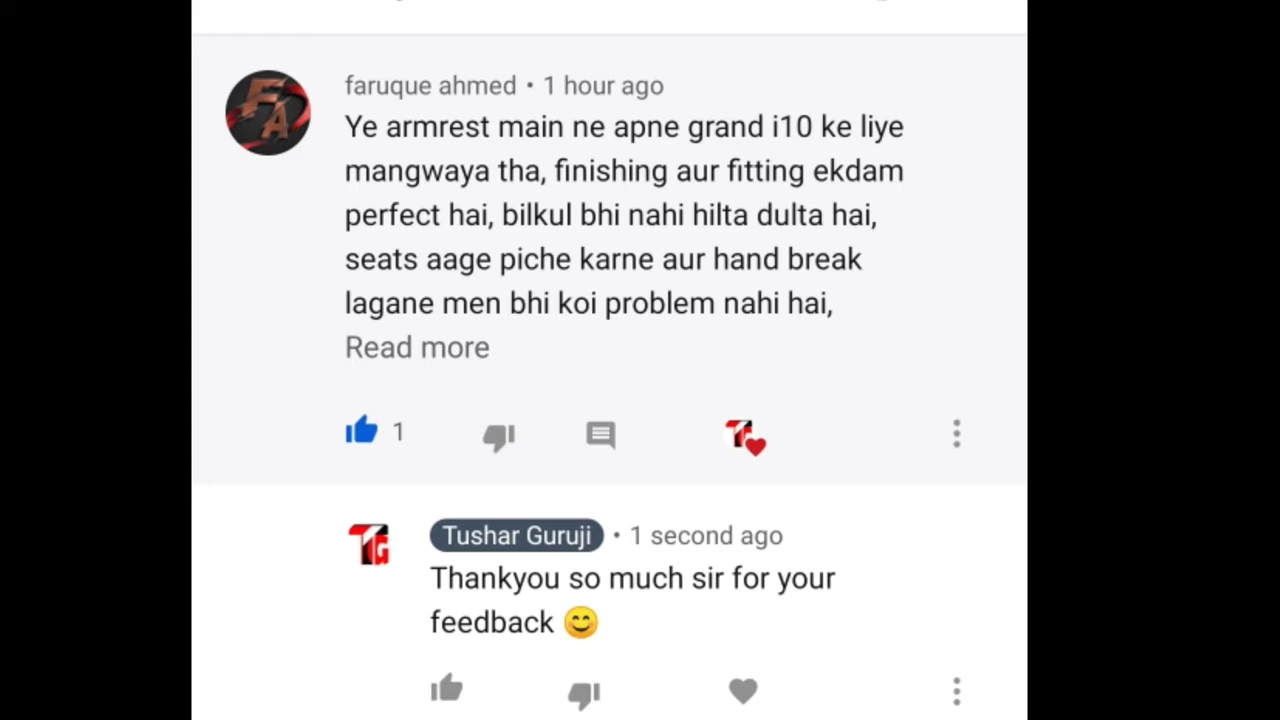 faruque ahmed • 1 hour ago
Ye armrest main ne apne grand i10 ke liye
mangwaya tha, finishing aur fitting ekdam
perfect hai, bilkul bhi nahi hilta dulta hai,
seats aage piche karne aur hand break
lagane men bhi koi problem nahi hai,
Read more
1
Tushar Guruji • 1 second ago
Thankyou so much sir for your
feedback 😊